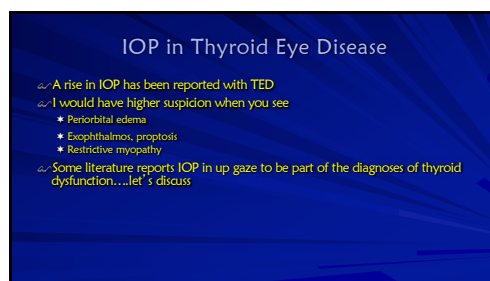 IOP in Thyroid Eye Disease
A rise in IOP has been reported with TED
I would have higher suspicion when you see
Periorbital edema
Exophthalmos, proptosis
Restrictive myopathy
Some literature reports IOP in up gaze to be part of the diagnoses of thyroid
dysfunction….let's discuss